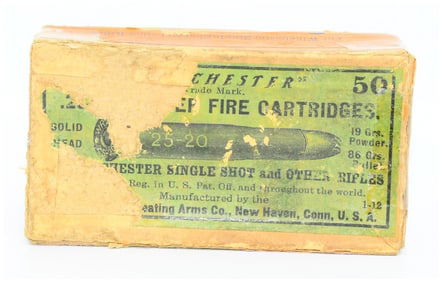 CHESTER 50
Trade Mark.
FIRE CARTRIDGES.
SOLID HEAD
25-20
19 Grs. Powder.
86 Grs.
CHESTER SINGLE SHOT and OTHER RIFLES
Reg. in U. S. Pat. Off. and throughout the world.
Manufactured by the 1-12
eating Arms Co., New Haven, Conn., U. S. A.